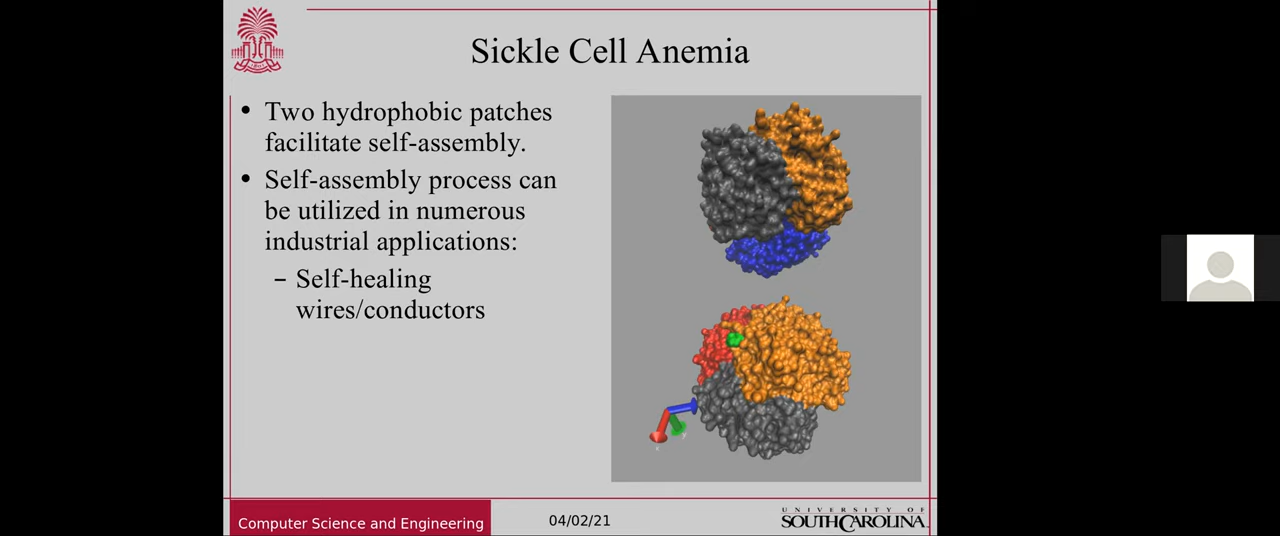 Sickle Cell Anemia
• Two hydrophobic patches
facilitate self-assembly.
• Self-assembly process can
be utilized in numerous
industrial applications:
– Self-healing
wires/conductors
Computer Science and Engineering
04/02/21
UNIVERSITY OF
SOUTH CAROLINA